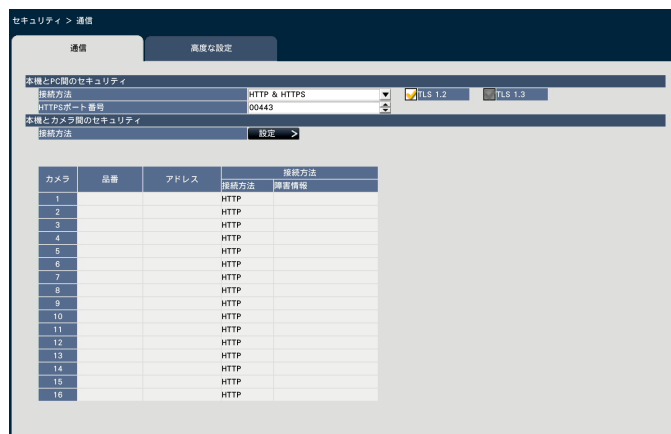 セキュリティ > 通信
通信 高度な設定
本機とPC間のセキュリティ
接続方法 HTTP & HTTPS TLS 1.2 TLS 1.3
HTTPSポート番号 00443
本機とカメラ間のセキュリティ
接続方法 設定 >
カメラ 品番 アドレス 接続方法
接続方法 障害情報
1 HTTP
2 HTTP
3 HTTP
4 HTTP
5 HTTP
6 HTTP
7 HTTP
8 HTTP
9 HTTP
10 HTTP
11 HTTP
12 HTTP
13 HTTP
14 HTTP
15 HTTP
16 HTTP